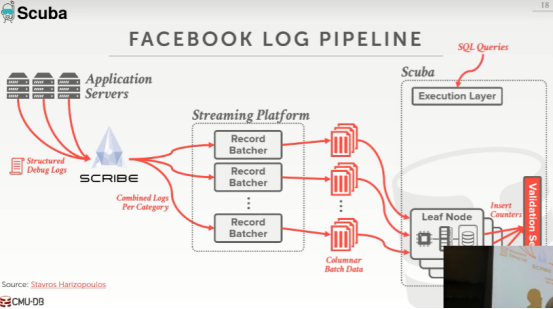 18
Scuba
FACEBOOK LOG PIPELINE
SQL Queries
Application
Servers
Scuba
Execution Layer
Streaming Platform
Record
Batcher
Structured
Debug Logs
SCRIBE
Record
Batcher
Combined Logs
Per Category
Record
Batcher
Leaf Node
Insert
Counters
Columnar
Batch Data
Source: Stavros Harizopoulos
CMU·DB
Validation